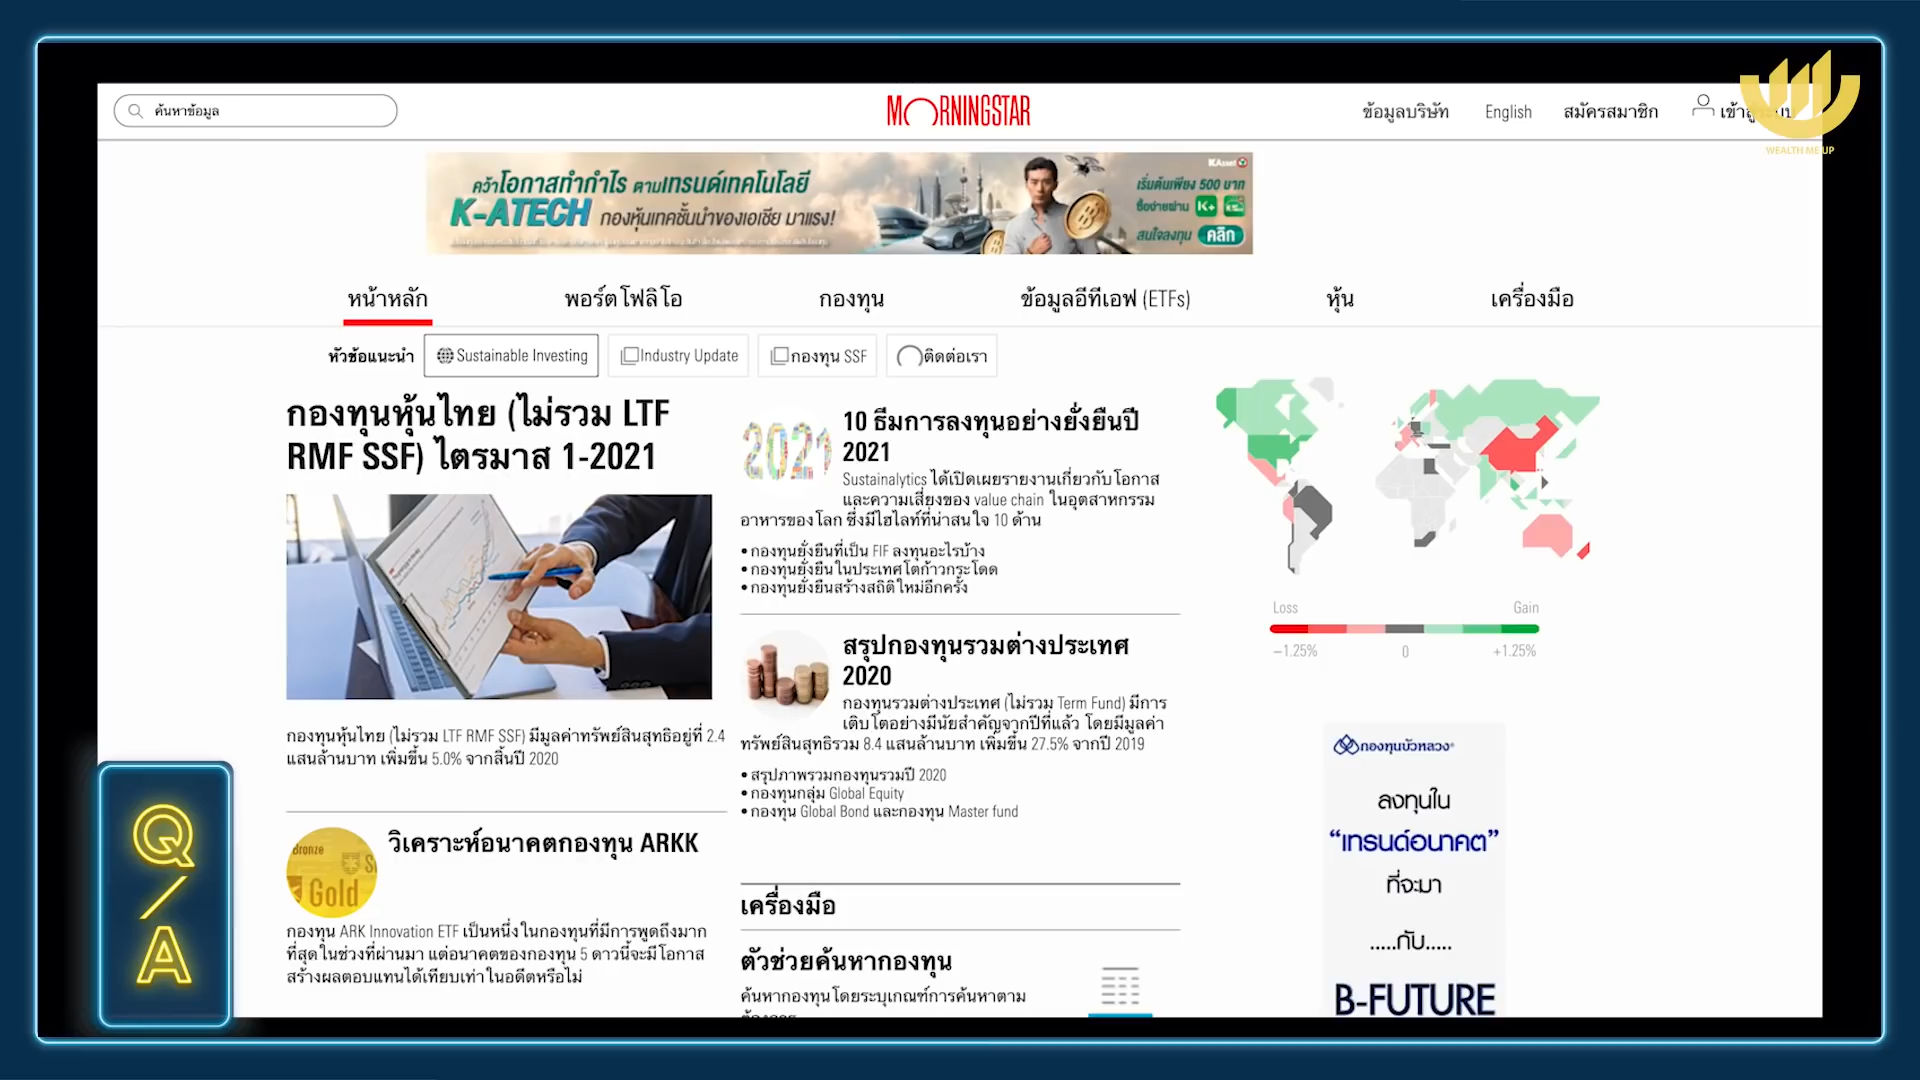 ค้นหาข้อมูล
MORNINGSTAR
ข้อมูลบริษัท
English
สมัครสมาชิก
WEALTH ME UP
คว้าโอกาสทำกำไร ตามเทรนด์เทคโนโลยี
K-ATECH กองหุ้นเทคชั้นนำของเอเชีย มาแรง!
KAsset
เริ่มต้นเพียง 500 บาท
ซื้อง่ายผ่าน K+
สนใจลงทุน คลิก
หน้าหลัก
พอร์ตโฟลิโอ
กองทุน
ข้อมูลอีทีเอฟ (ETFs)
หุ้น
เครื่องมือ
หัวข้อแนะนำ
Sustainable Investing
Industry Update
กองทุน SSF
ติดต่อเรา
กองทุนหุ้นไทย (ไม่รวม LTF
RMF SSF) ไตรมาส 1-2021
กองทุนหุ้นไทย (ไม่รวม LTF RMF SSF) มีมูลค่าทรัพย์สินสุทธิอยู่ที่ 2.4
แสนล้านบาท เพิ่มขึ้น 5.0% จากสิ้นปี 2020
Bronze
Gold
วิเคราะห์อนาคตกองทุน ARKK
กองทุน ARK Innovation ETF เป็นหนึ่งในกองทุนที่มีการพูดถึงมาก
ที่สุดในช่วงที่ผ่านมา แต่อนาคตของกองทุน 5 ดาวนี้จะมีโอกาส
สร้างผลตอบแทนได้เทียบเท่าในอดีตหรือไม่
2021
10 ธีมการลงทุนอย่างยั่งยืนปี
2021
Sustainalytics ได้เปิดเผยรายงานเกี่ยวกับโอกาส
และความเสี่ยงของ value chain ในอุตสาหกรรม
อาหารของโลก ซึ่งมีไฮไลท์ที่น่าสนใจ 10 ด้าน
• กองทุนยั่งยืนที่เป็น FIF ลงทุนอะไรบ้าง
• กองทุนยั่งยืนในประเทศโตก้าวกระโดด
• กองทุนยั่งยืนสร้างสถิติใหม่อีกครั้ง
สรุปกองทุนรวมต่างประเทศ
2020
กองทุนรวมต่างประเทศ (ไม่รวม Term Fund) มีการ
เติบโตอย่างมีนัยสำคัญจากปีที่แล้ว โดยมีมูลค่า
ทรัพย์สินสุทธิรวม 8.4 แสนล้านบาท เพิ่มขึ้น 27.5% จากปี 2019
• สรุปภาพรวมกองทุนรวมปี 2020
• กองทุนกลุ่ม Global Equity
• กองทุน Global Bond และกองทุน Master fund
เครื่องมือ
ตัวช่วยค้นหากองทุน
ค้นหากองทุนโดยระบุเกณฑ์การค้นหาตาม
Loss
Gain
−1.25%
0
+1.25%
กองทุนบัวหลวง
ลงทุนใน
“เทรนด์อนาคต”
ที่จะมา
.....กับ.....
B-FUTURE
Q/A